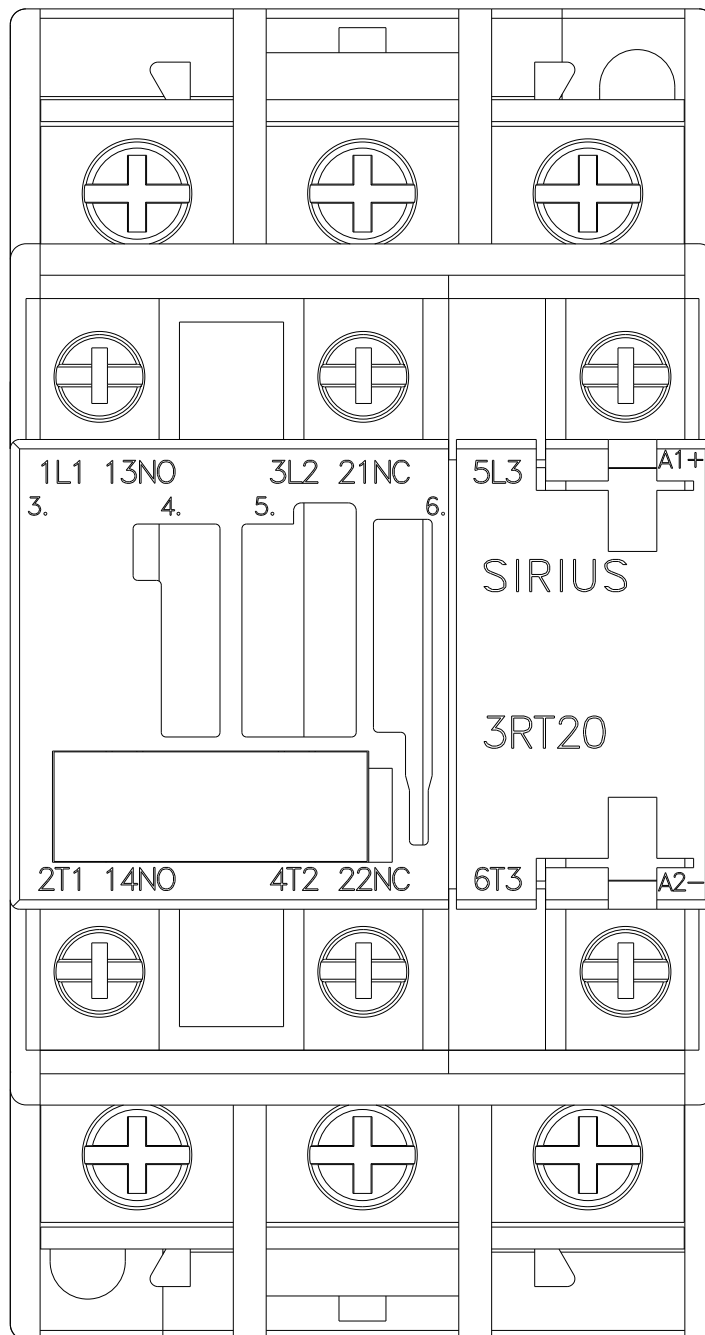 1L1 13NO 3L2 21NC 5L3 A1+
3. 4. 5. 6.
SIRIUS
3RT20
2T1 14NO 4T2 22NC 6T3 A2-